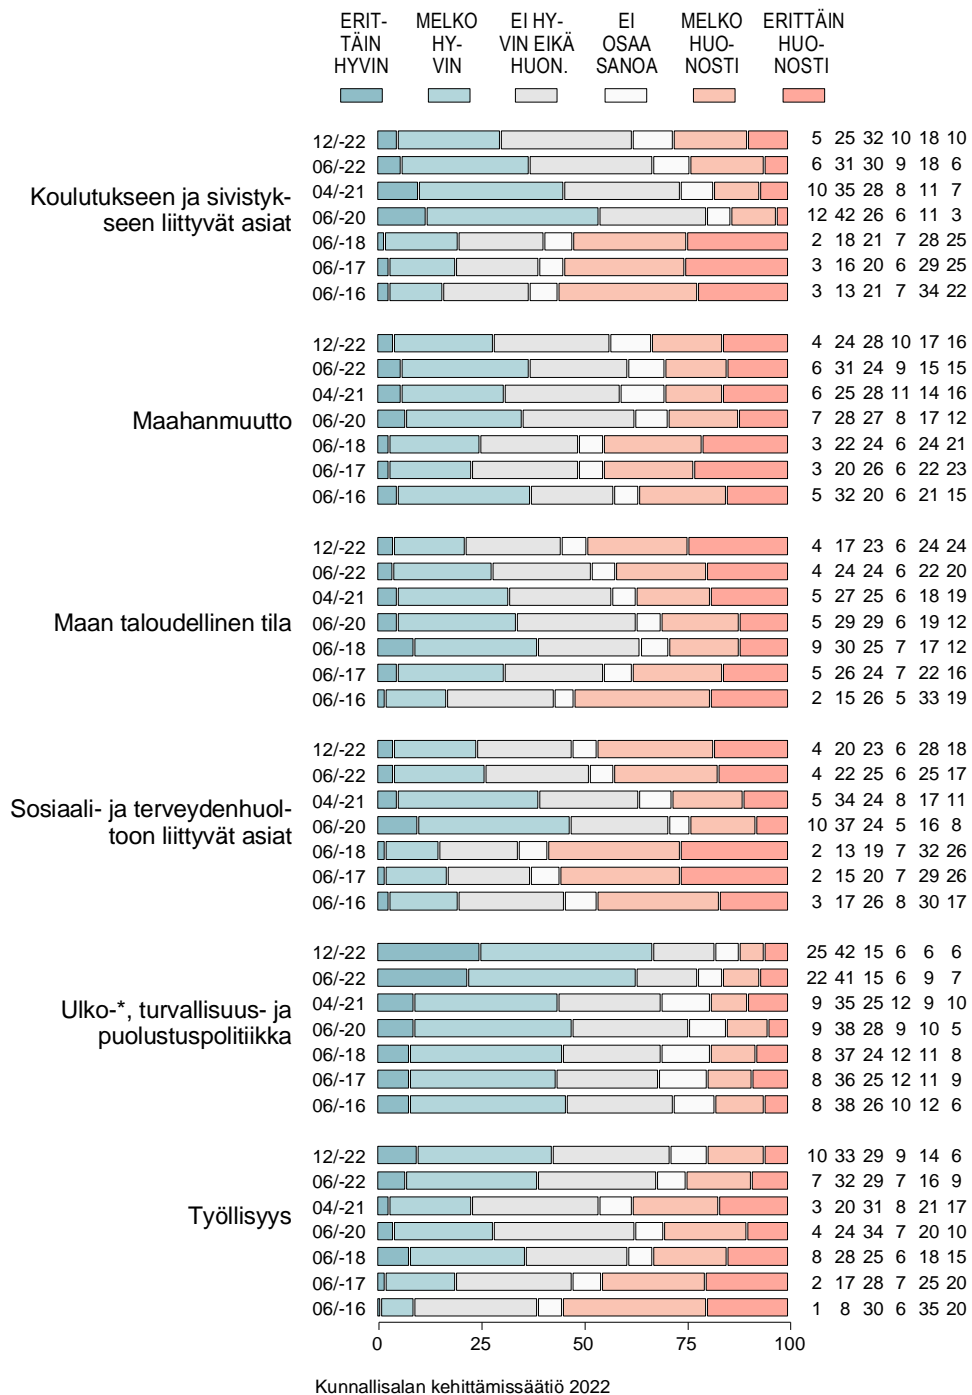 ERIT-
TÄIN
HYVIN
MELKO
HY-
VIN
EI HY-
VIN EIKÄ
HUON.
EI
OSAA
SANOA
MELKO
HUO-
NOSTI
ERITTÄIN
HUO-
NOSTI
Koulutukseen ja sivistyk-
seen liittyvät asiat
12/-22 5 25 32 10 18 10
06/-22 6 31 30 9 18 6
04/-21 10 35 28 8 11 7
06/-20 12 42 26 6 11 3
06/-18 2 18 21 7 28 25
06/-17 3 16 20 6 29 25
06/-16 3 13 21 7 34 22
Maahanmuutto
12/-22 4 24 28 10 17 16
06/-22 6 31 24 9 15 15
04/-21 6 25 28 11 14 16
06/-20 7 28 27 8 17 12
06/-18 3 22 24 6 24 21
06/-17 3 20 26 6 22 23
06/-16 5 32 20 6 21 15
Maan taloudellinen tila
12/-22 4 17 23 6 24 24
06/-22 4 24 24 6 22 20
04/-21 5 27 25 6 18 19
06/-20 5 29 29 6 19 12
06/-18 9 30 25 7 17 12
06/-17 5 26 24 7 22 16
06/-16 2 15 26 5 33 19
Sosiaali- ja terveydenhuol-
toon liittyvät asiat
12/-22 4 20 23 6 28 18
06/-22 4 22 25 6 25 17
04/-21 5 34 24 8 17 11
06/-20 10 37 24 5 16 8
06/-18 2 13 19 7 32 26
06/-17 2 15 20 7 29 26
06/-16 3 17 26 8 30 17
Ulko-*, turvallisuus- ja
puolustuspolitiikka
12/-22 25 42 15 6 6 6
06/-22 22 41 15 6 9 7
04/-21 9 35 25 12 9 10
06/-20 9 38 28 9 10 5
06/-18 8 37 24 12 11 8
06/-17 8 36 25 12 11 9
06/-16 8 38 26 10 12 6
Työllisyys
12/-22 10 33 29 9 14 6
06/-22 7 32 29 7 16 9
04/-21 3 20 31 8 21 17
06/-20 4 24 34 7 20 10
06/-18 8 28 25 6 18 15
06/-17 2 17 28 7 25 20
06/-16 1 8 30 6 35 20
0 25 50 75 100
Kunnallisalan kehittämissäätiö 2022